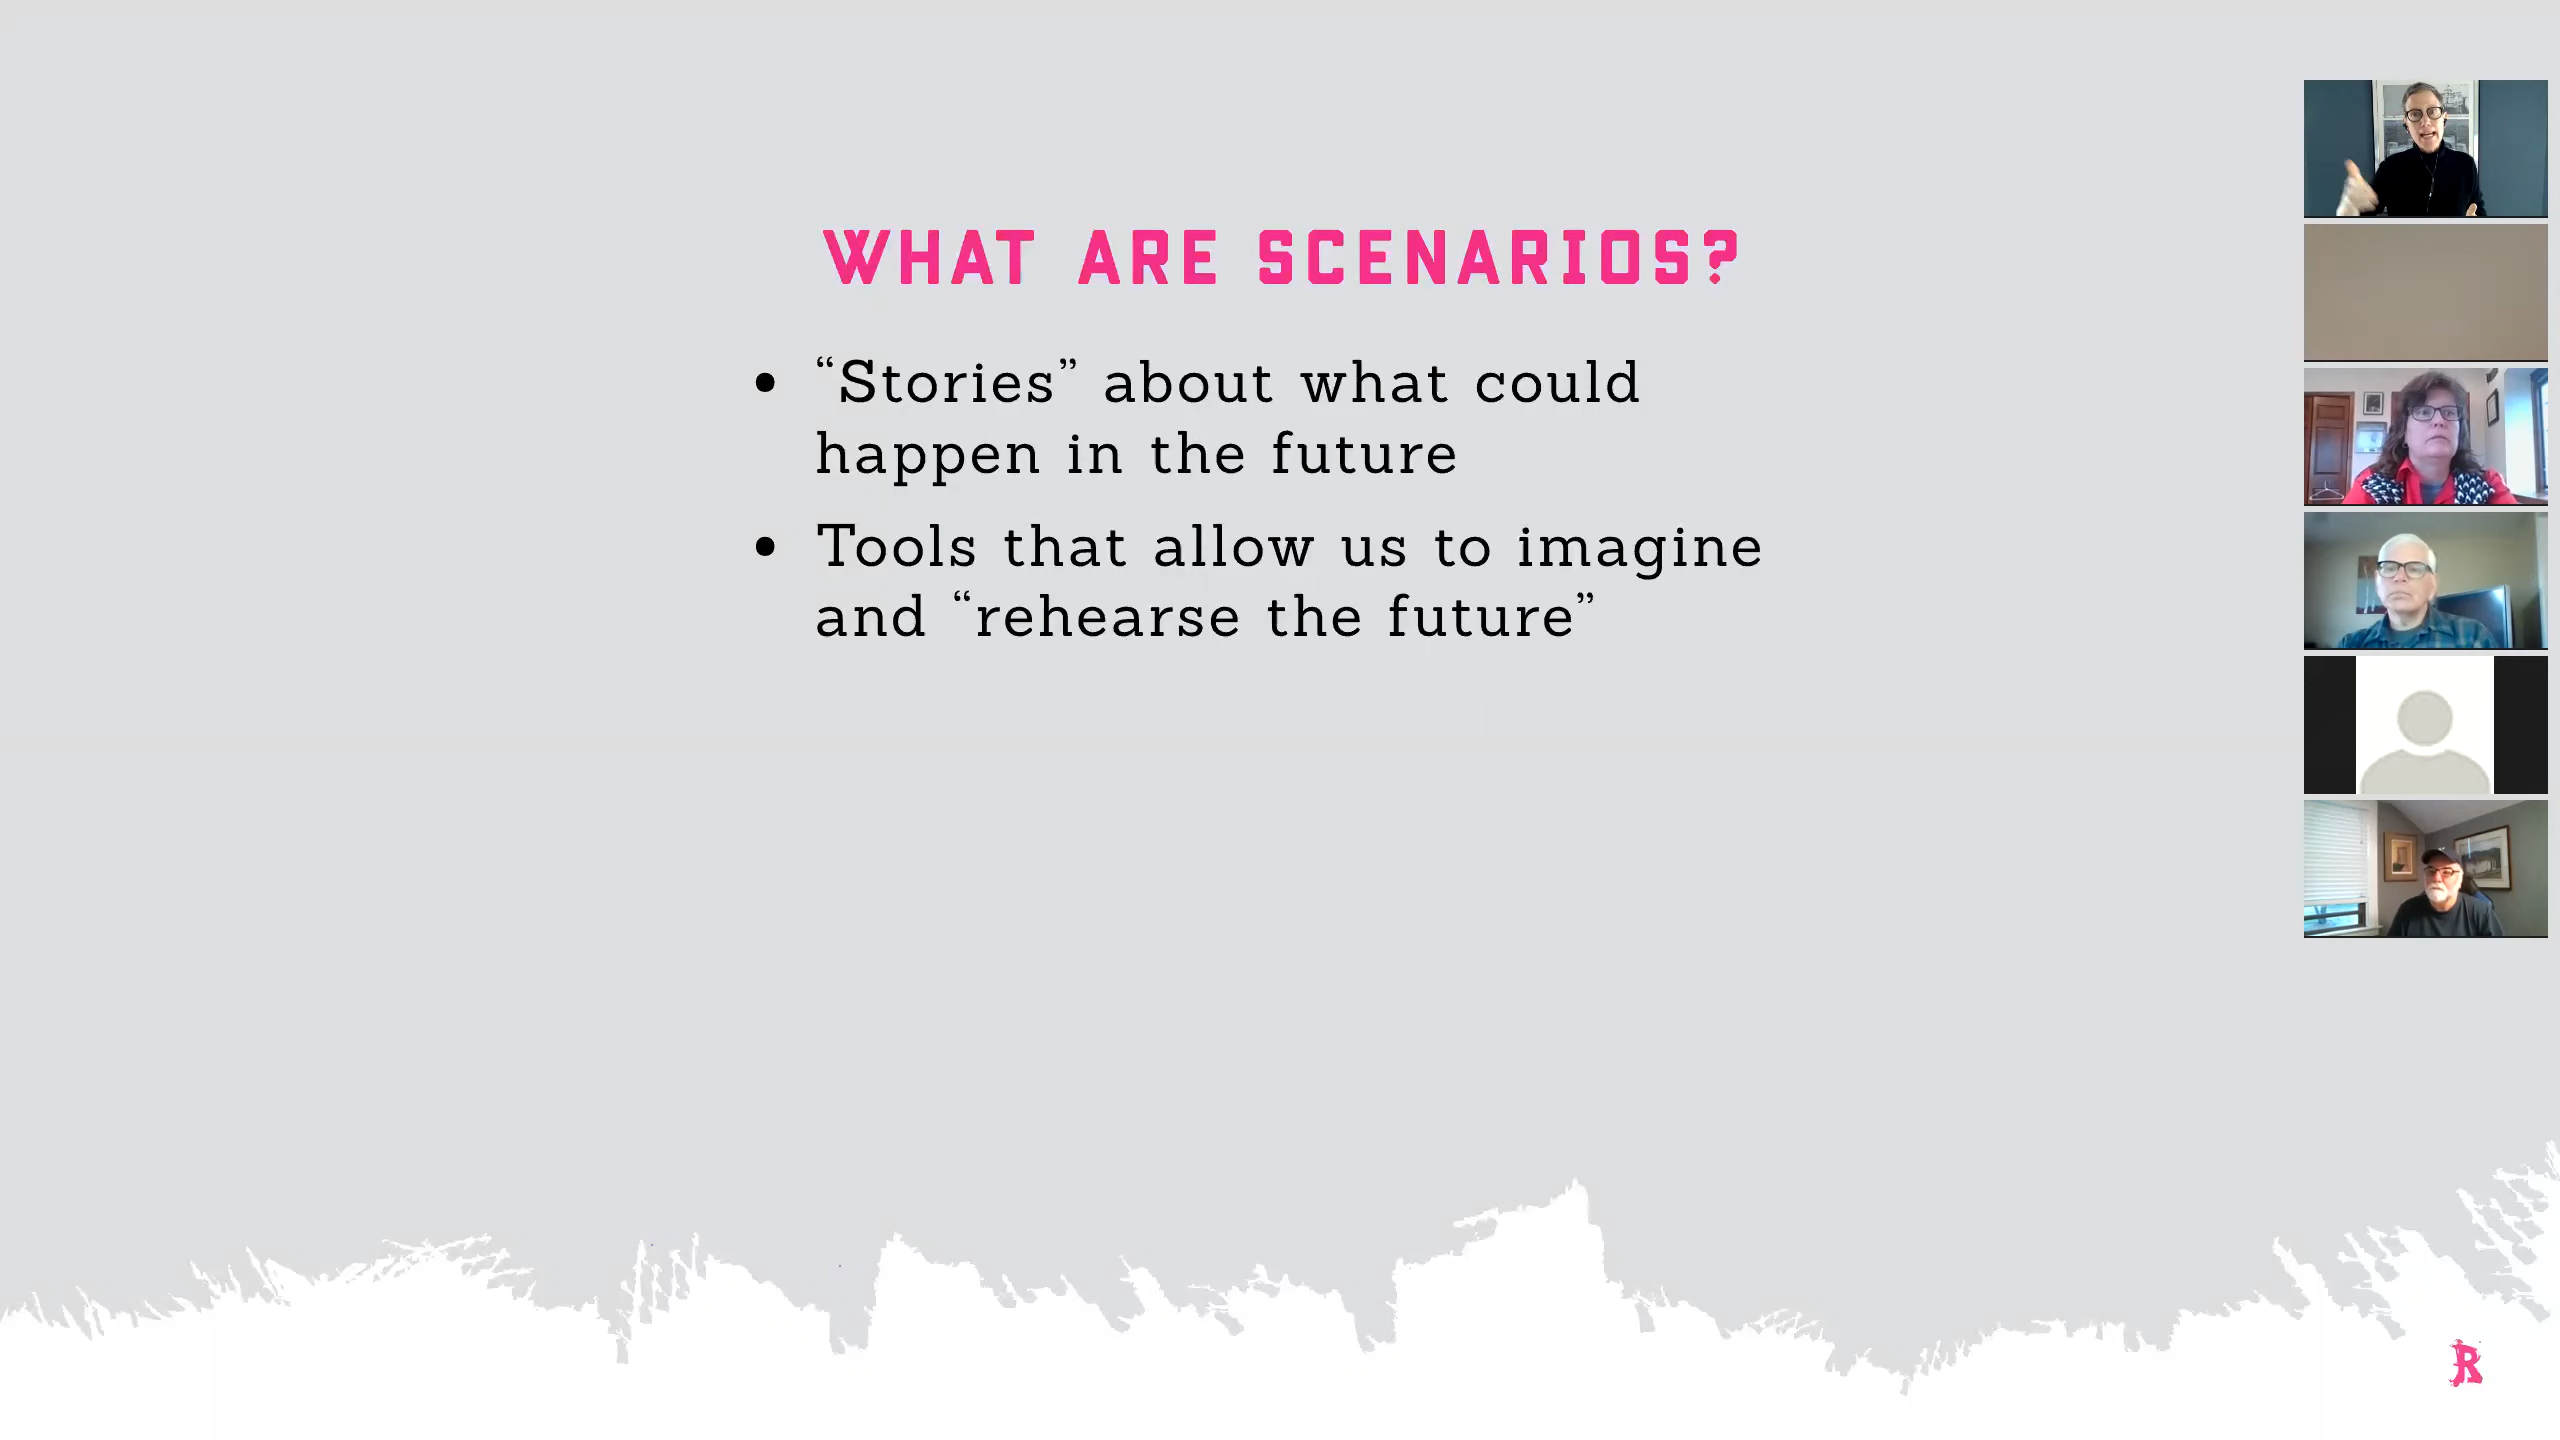 WHAT ARE SCENARIOS?
• “Stories” about what could
happen in the future
• Tools that allow us to imagine
and “rehearse the future”
R